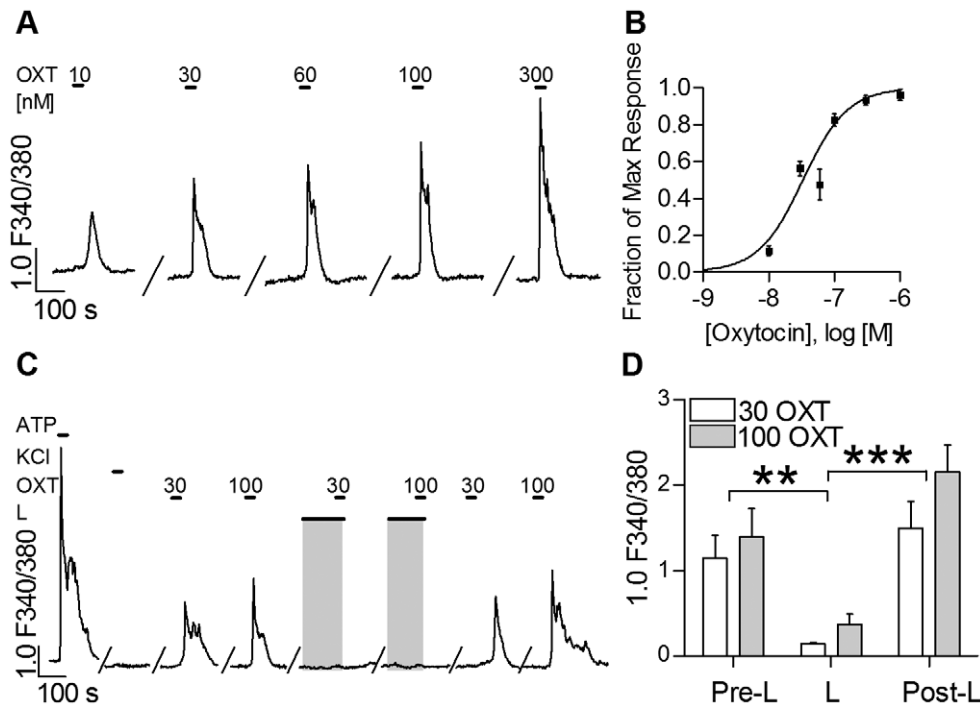 A
OXT 10 30 60 100 300
[nM]
1.0 F340/380
100 s
B
Fraction of Max Response
1.0
0.8
0.6
0.4
0.2
0.0
-9 -8 -7 -6
[Oxytocin], log [M]
C
ATP
KCl
OXT 30 100 30 100 30 100
L
1.0 F340/380
100 s
D
3
30 OXT
100 OXT
** ***
2
1
0
1.0 F340/380
Pre-L L Post-L